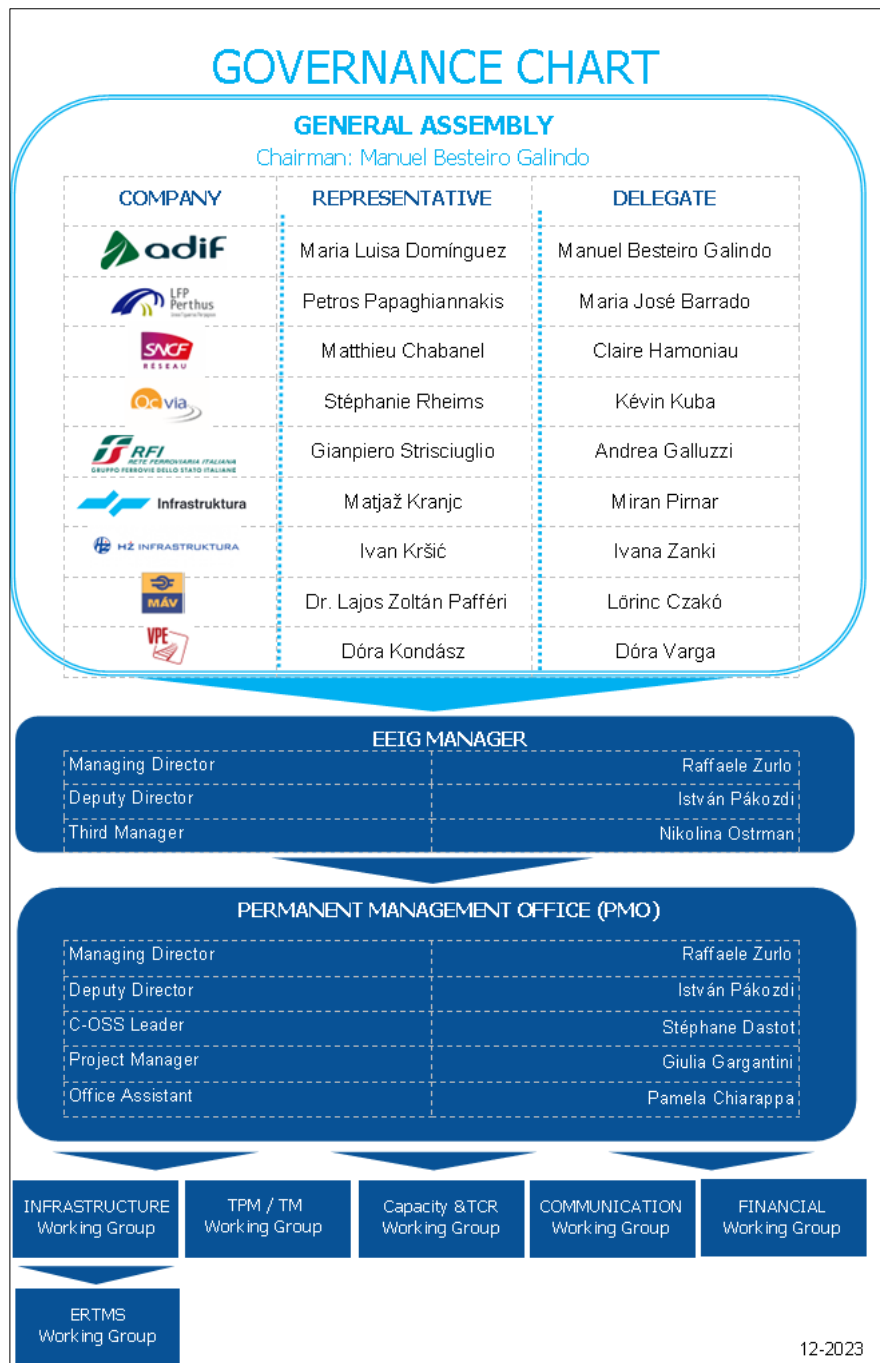 GOVERNANCE CHART
GENERAL ASSEMBLY
Chairman: Manuel Besteiro Galindo
COMPANY REPRESENTATIVE DELEGATE
adif Maria Luisa Domínguez Manuel Besteiro Galindo
LFP
Perthus Petros Papaghiannakis Maria José Barrado
SNCF
RÉSEAU Matthieu Chabanel Claire Hamoniau
Oc via Stéphanie Rheims Kévin Kuba
RFI
RETE FERROVIARIA ITALIANA
GRUPPO FERROVIE DELLO STATO ITALIANE Gianpiero Strisciuglio Andrea Galluzzi
Infrastruktura Matjaž Kranjc Miran Pirnar
HŽ INFRASTRUKTURA Ivan Kršić Ivana Zanki
MÁV Dr. Lajos Zoltán Pafféri Lörinc Czakó
VPE Dóra Kondász Dóra Varga
EEIG MANAGER
Managing Director Raffaele Zurlo
Deputy Director István Pákozdi
Third Manager Nikolina Ostrman
PERMANENT MANAGEMENT OFFICE (PMO)
Managing Director Raffaele Zurlo
Deputy Director István Pákozdi
C-OSS Leader Stéphane Dastot
Project Manager Giulia Gargantini
Office Assistant Pamela Chiarappa
INFRASTRUCTURE
Working Group
TPM / TM
Working Group
Capacity &TCR
Working Group
COMMUNICATION
Working Group
FINANCIAL
Working Group
ERTMS
Working Group
12-2023